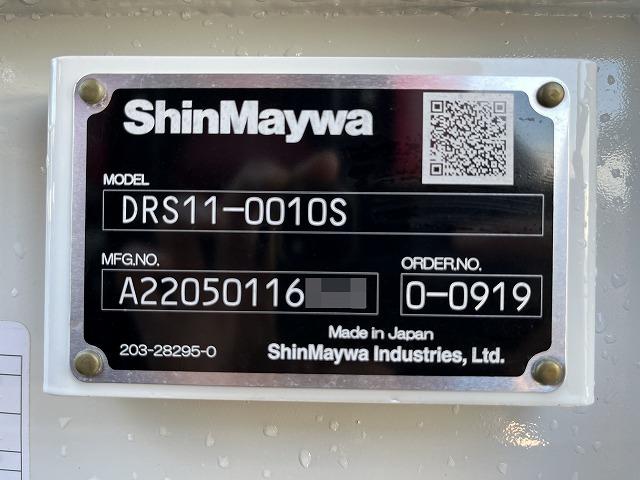 ShinMaywa
MODEL
DRS11-0010S
MFG.NO.
A22050116
ORDER.NO.
0-0919
Made in Japan
203-28295-0
ShinMaywa Industries, Ltd.